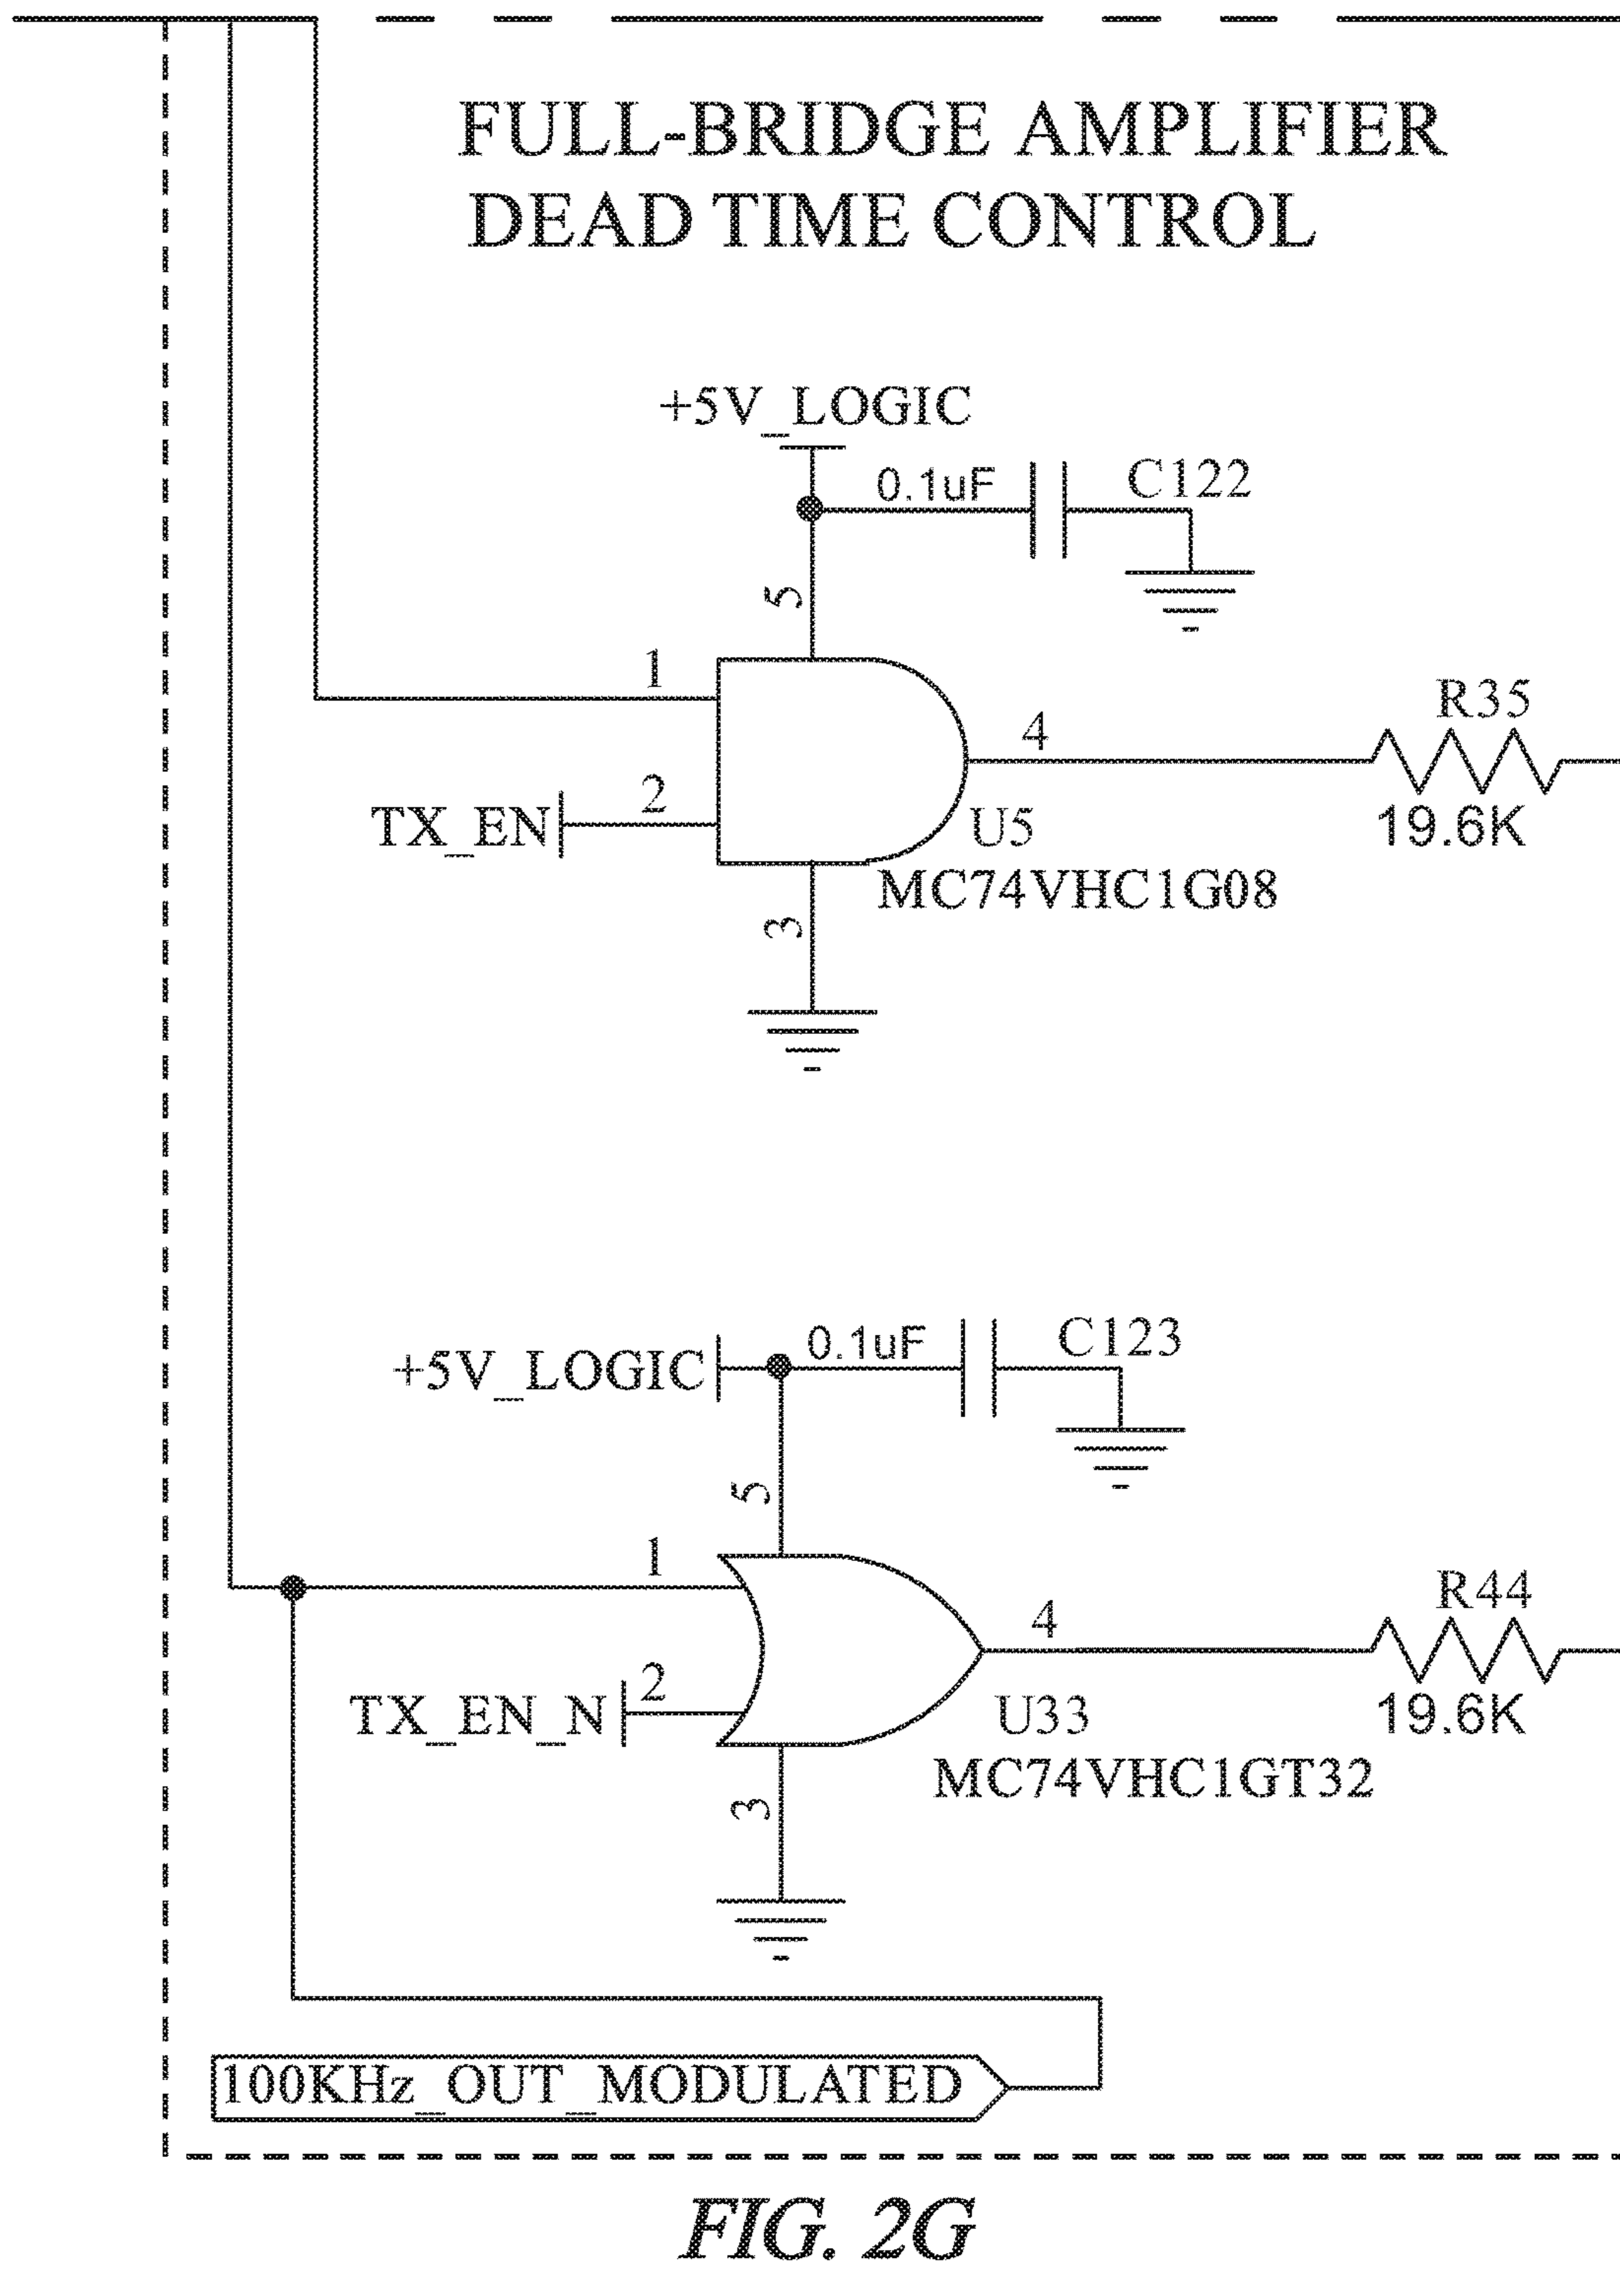 FULL-BRIDGE AMPLIFIER
DEAD TIME CONTROL
+5V_LOGIC
0.1uF
C122
5
1
R35
4
2
TX_EN
U5
19.6K
MC74VHC1G08
3
+5V_LOGIC
0.1uF
C123
5
1
R44
4
2
TX_EN_N
U33
19.6K
MC74VHC1GT32
3
100KHz_OUT_MODULATED
FIG. 2G